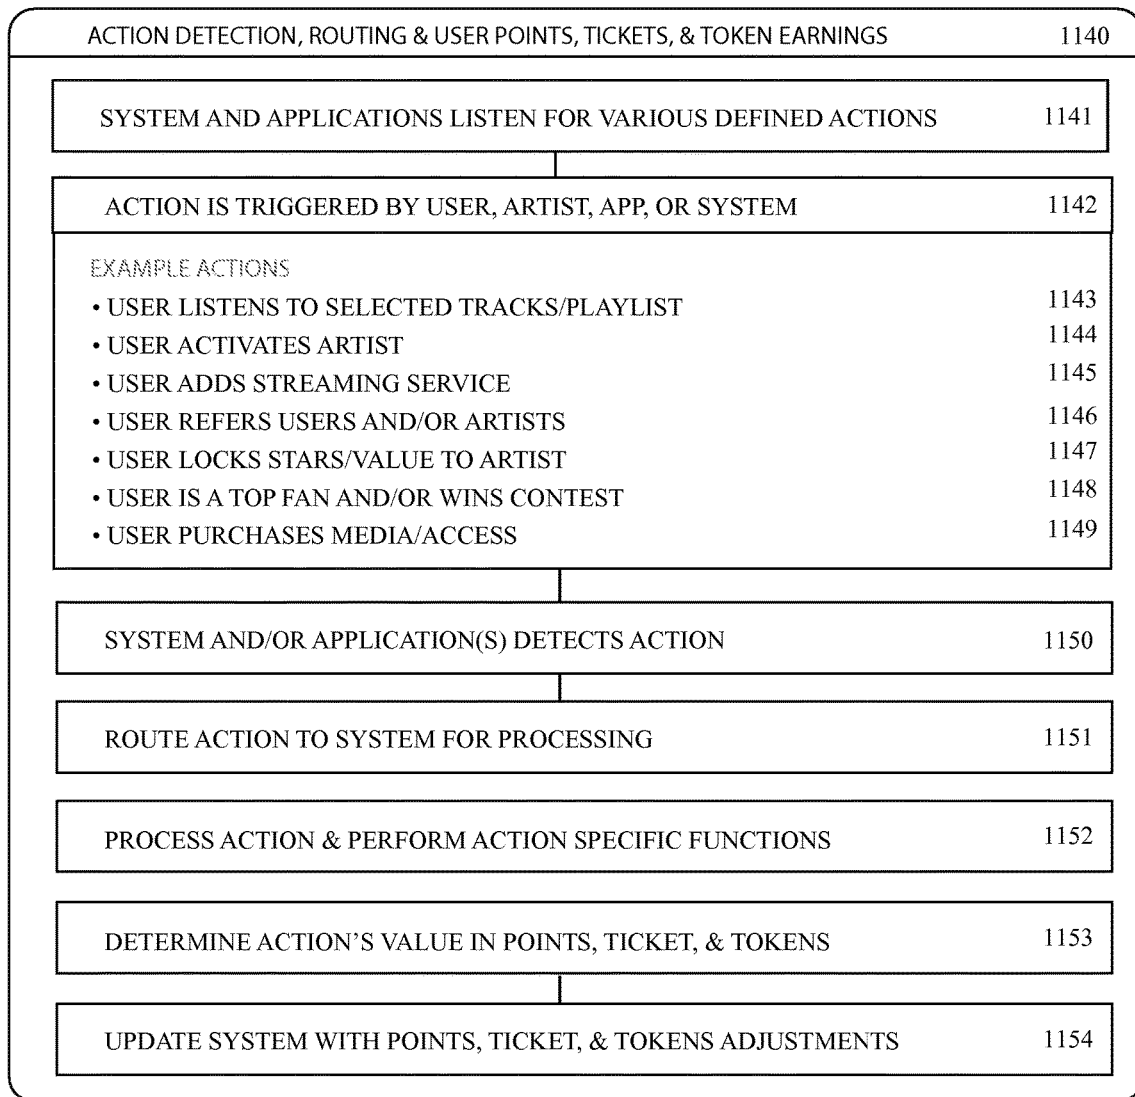 ACTION DETECTION, ROUTING & USER POINTS, TICKETS, & TOKEN EARNINGS 1140
SYSTEM AND APPLICATIONS LISTEN FOR VARIOUS DEFINED ACTIONS 1141
ACTION IS TRIGGERED BY USER, ARTIST, APP, OR SYSTEM 1142
EXAMPLE ACTIONS
• USER LISTENS TO SELECTED TRACKS/PLAYLIST 1143
• USER ACTIVATES ARTIST 1144
• USER ADDS STREAMING SERVICE 1145
• USER REFERS USERS AND/OR ARTISTS 1146
• USER LOCKS STARS/VALUE TO ARTIST 1147
• USER IS A TOP FAN AND/OR WINS CONTEST 1148
• USER PURCHASES MEDIA/ACCESS 1149
SYSTEM AND/OR APPLICATION(S) DETECTS ACTION 1150
ROUTE ACTION TO SYSTEM FOR PROCESSING 1151
PROCESS ACTION & PERFORM ACTION SPECIFIC FUNCTIONS 1152
DETERMINE ACTION'S VALUE IN POINTS, TICKET, & TOKENS 1153
UPDATE SYSTEM WITH POINTS, TICKET, & TOKENS ADJUSTMENTS 1154